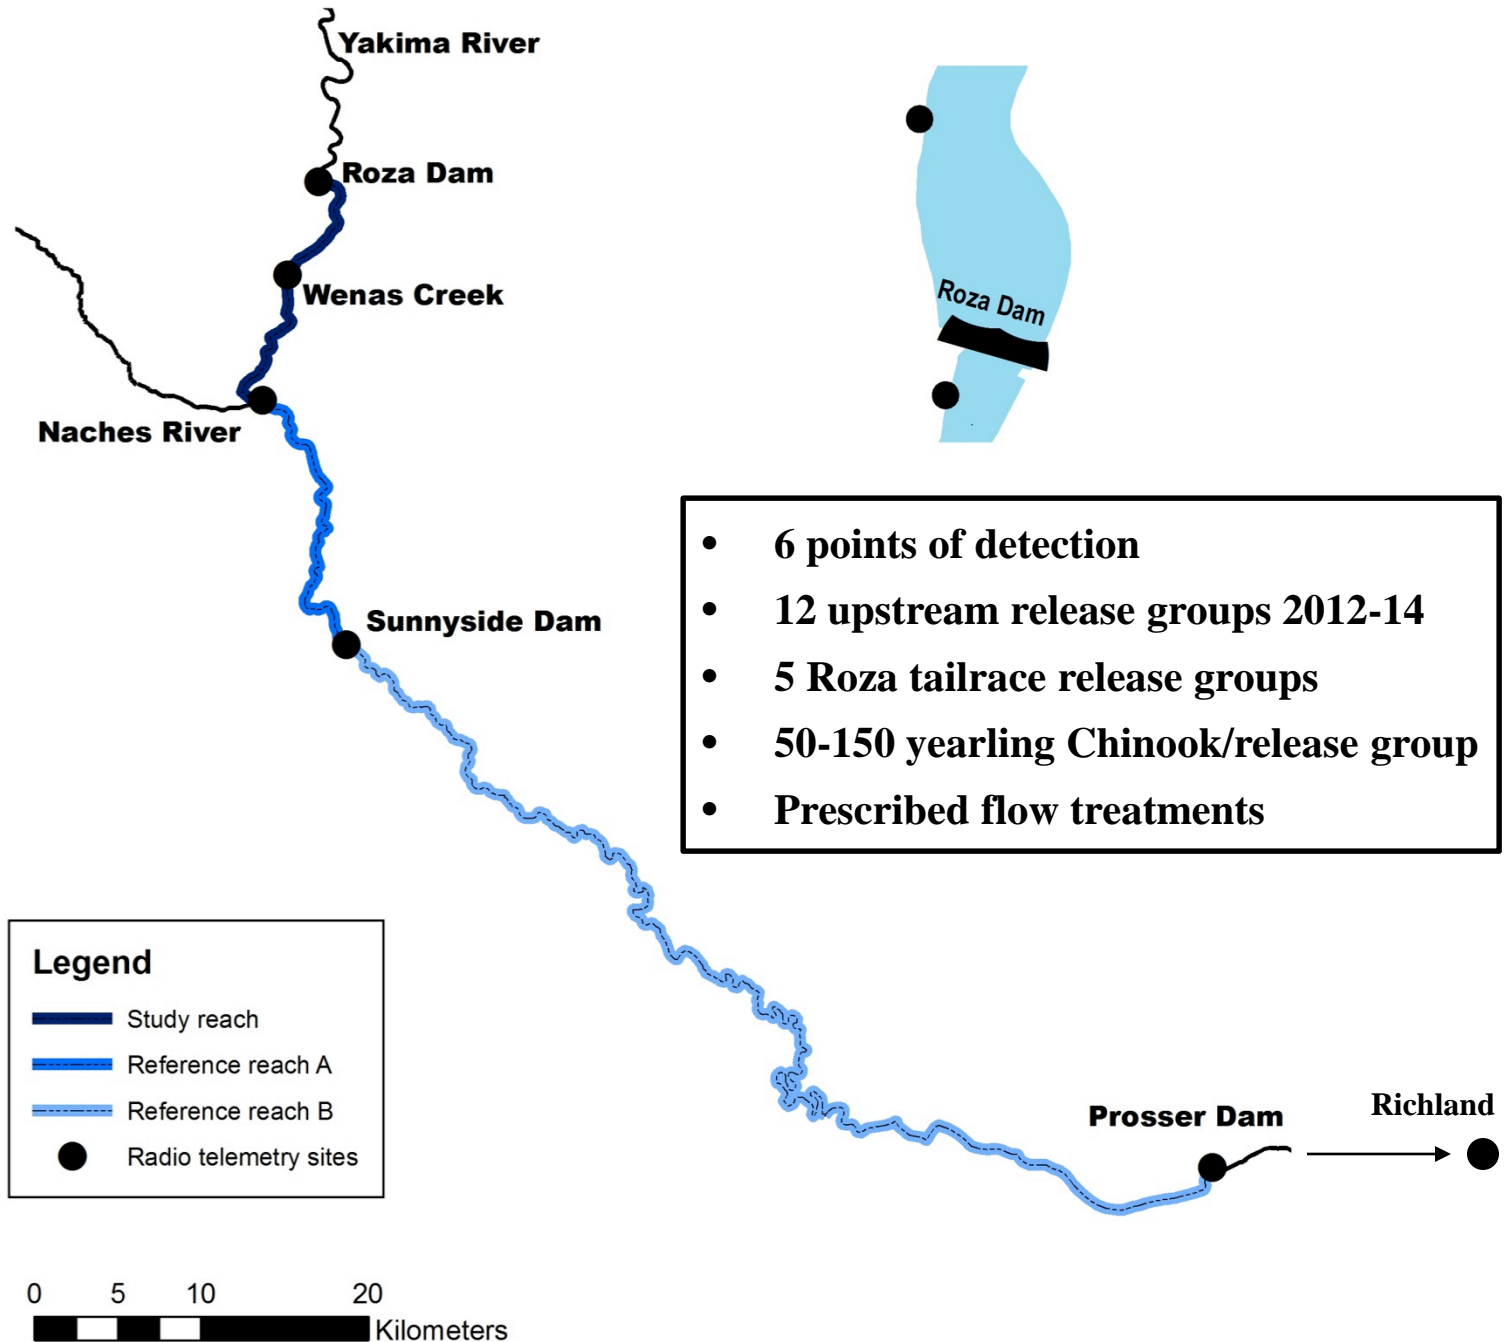 Yakima River
Roza Dam
Wenas Creek
Naches River
Sunnyside Dam
Roza Dam
• 6 points of detection
• 12 upstream release groups 2012-14
• 5 Roza tailrace release groups
• 50-150 yearling Chinook/release group
• Prescribed flow treatments
Prosser Dam
Richland
Legend
Study reach
Reference reach A
Reference reach B
Radio telemetry sites
0 5 10 20
Kilometers